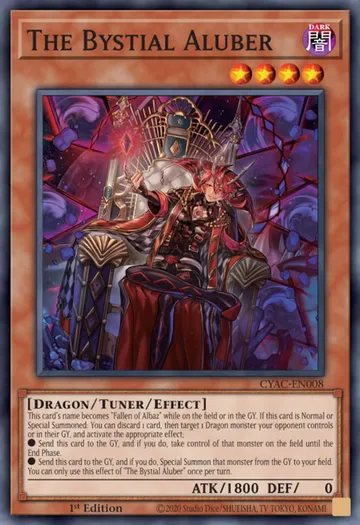 The Bystial Aluber
DARK
闇
CYAC-EN008
[Dragon/Tuner/Effect]
This card's name becomes "Fallen of Albaz" while on the field or in the GY. If this card is Normal or
Special Summoned: You can discard 1 card, then target 1 Dragon monster your opponent controls
or in their GY, and activate the appropriate effect;
● Send this card to the GY, and if you do, take control of that monster on the field until the
End Phase.
● Send this card to the GY, and if you do, Special Summon that monster from the GY to your field.
You can only use this effect of "The Bystial Aluber" once per turn.
ATK/1800 DEF/ 0
1st Edition
©2020 Studio Dice/SHUEISHA, TV TOKYO, KONAMI